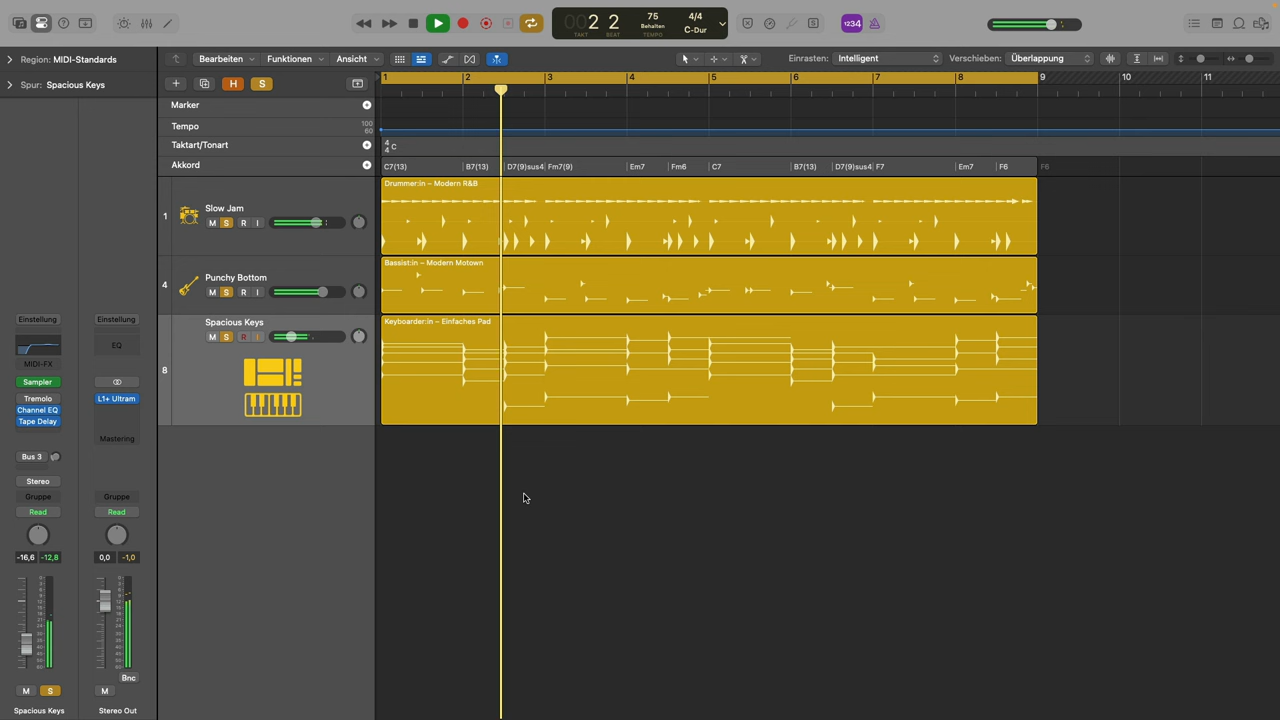 1234
00 2 2
TAKT BEAT
75
Behalten
TEMPO
4/4
C-Dur
Region: MIDI-Standards
Bearbeiten
Funktionen
Ansicht
Einrasten: Intelligent
Verschieben: Überlappung
Spur: Spacious Keys
H
S
1 2 3 4 5 6 7 8 9 10 11
Marker
Tempo
100
60
Taktart/Tonart
4
4 C
Akkord
C7(13) B7(13) D7(9)sus4 Fm7(9) Em7 Fm6 C7 B7(13) D7(9)sus4 F7 Em7 F6 F6
1
Slow Jam
M S R I
Drummer:in – Modern R&B
4
Punchy Bottom
M S R I
Bassist:in – Modern Motown
8
Spacious Keys
M S R I
Keyboarder:in – Einfaches Pad
Einstellung
Einstellung
EQ
MIDI-FX
Sampler
Tremolo
L1+ Ultram
Channel EQ
Tape Delay
Mastering
Bus 3
Stereo
Gruppe
Gruppe
Read
Read
-16,6 -12,8
0,0 -1,0
Bnc
M S
M
Spacious Keys
Stereo Out